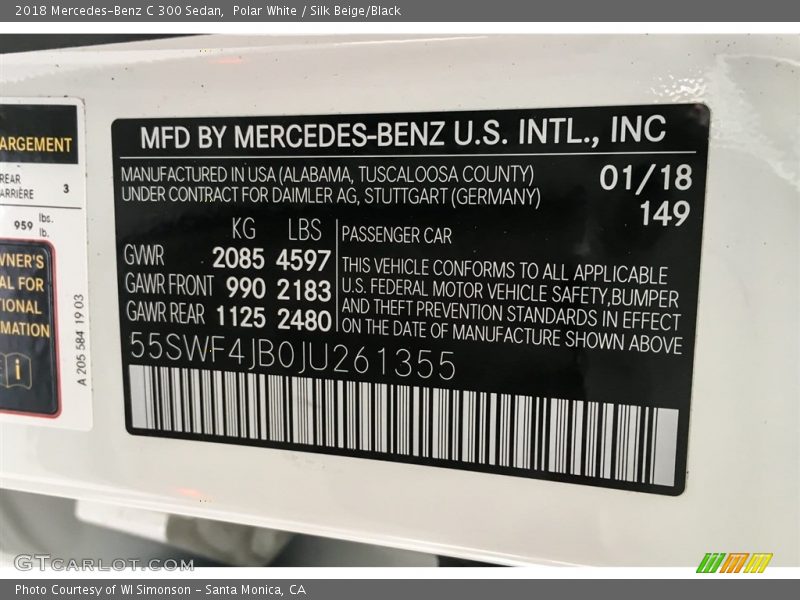 2018 Mercedes-Benz C 300 Sedan,  Polar White / Silk Beige/Black
ARGEMENT
REAR
ARRIÈRE
3
959 lbs.
lb.
WNER'S
AL FOR
TIONAL
MATION
i
A 205 584 19 03
MFD BY MERCEDES-BENZ U.S. INTL., INC
MANUFACTURED IN USA (ALABAMA, TUSCALOOSA COUNTY)
UNDER CONTRACT FOR DAIMLER AG, STUTTGART (GERMANY)
01/18
149
KG LBS
GVWR 2085 4597
GAWR FRONT 990 2183
GAWR REAR 1125 2480
PASSENGER CAR
THIS VEHICLE CONFORMS TO ALL APPLICABLE
U.S. FEDERAL MOTOR VEHICLE SAFETY,BUMPER
AND THEFT PREVENTION STANDARDS IN EFFECT
ON THE DATE OF MANUFACTURE SHOWN ABOVE
55SWF4JB0JU261355
GTCARLOT.COM
Photo Courtesy of WI Simonson - Santa Monica, CA